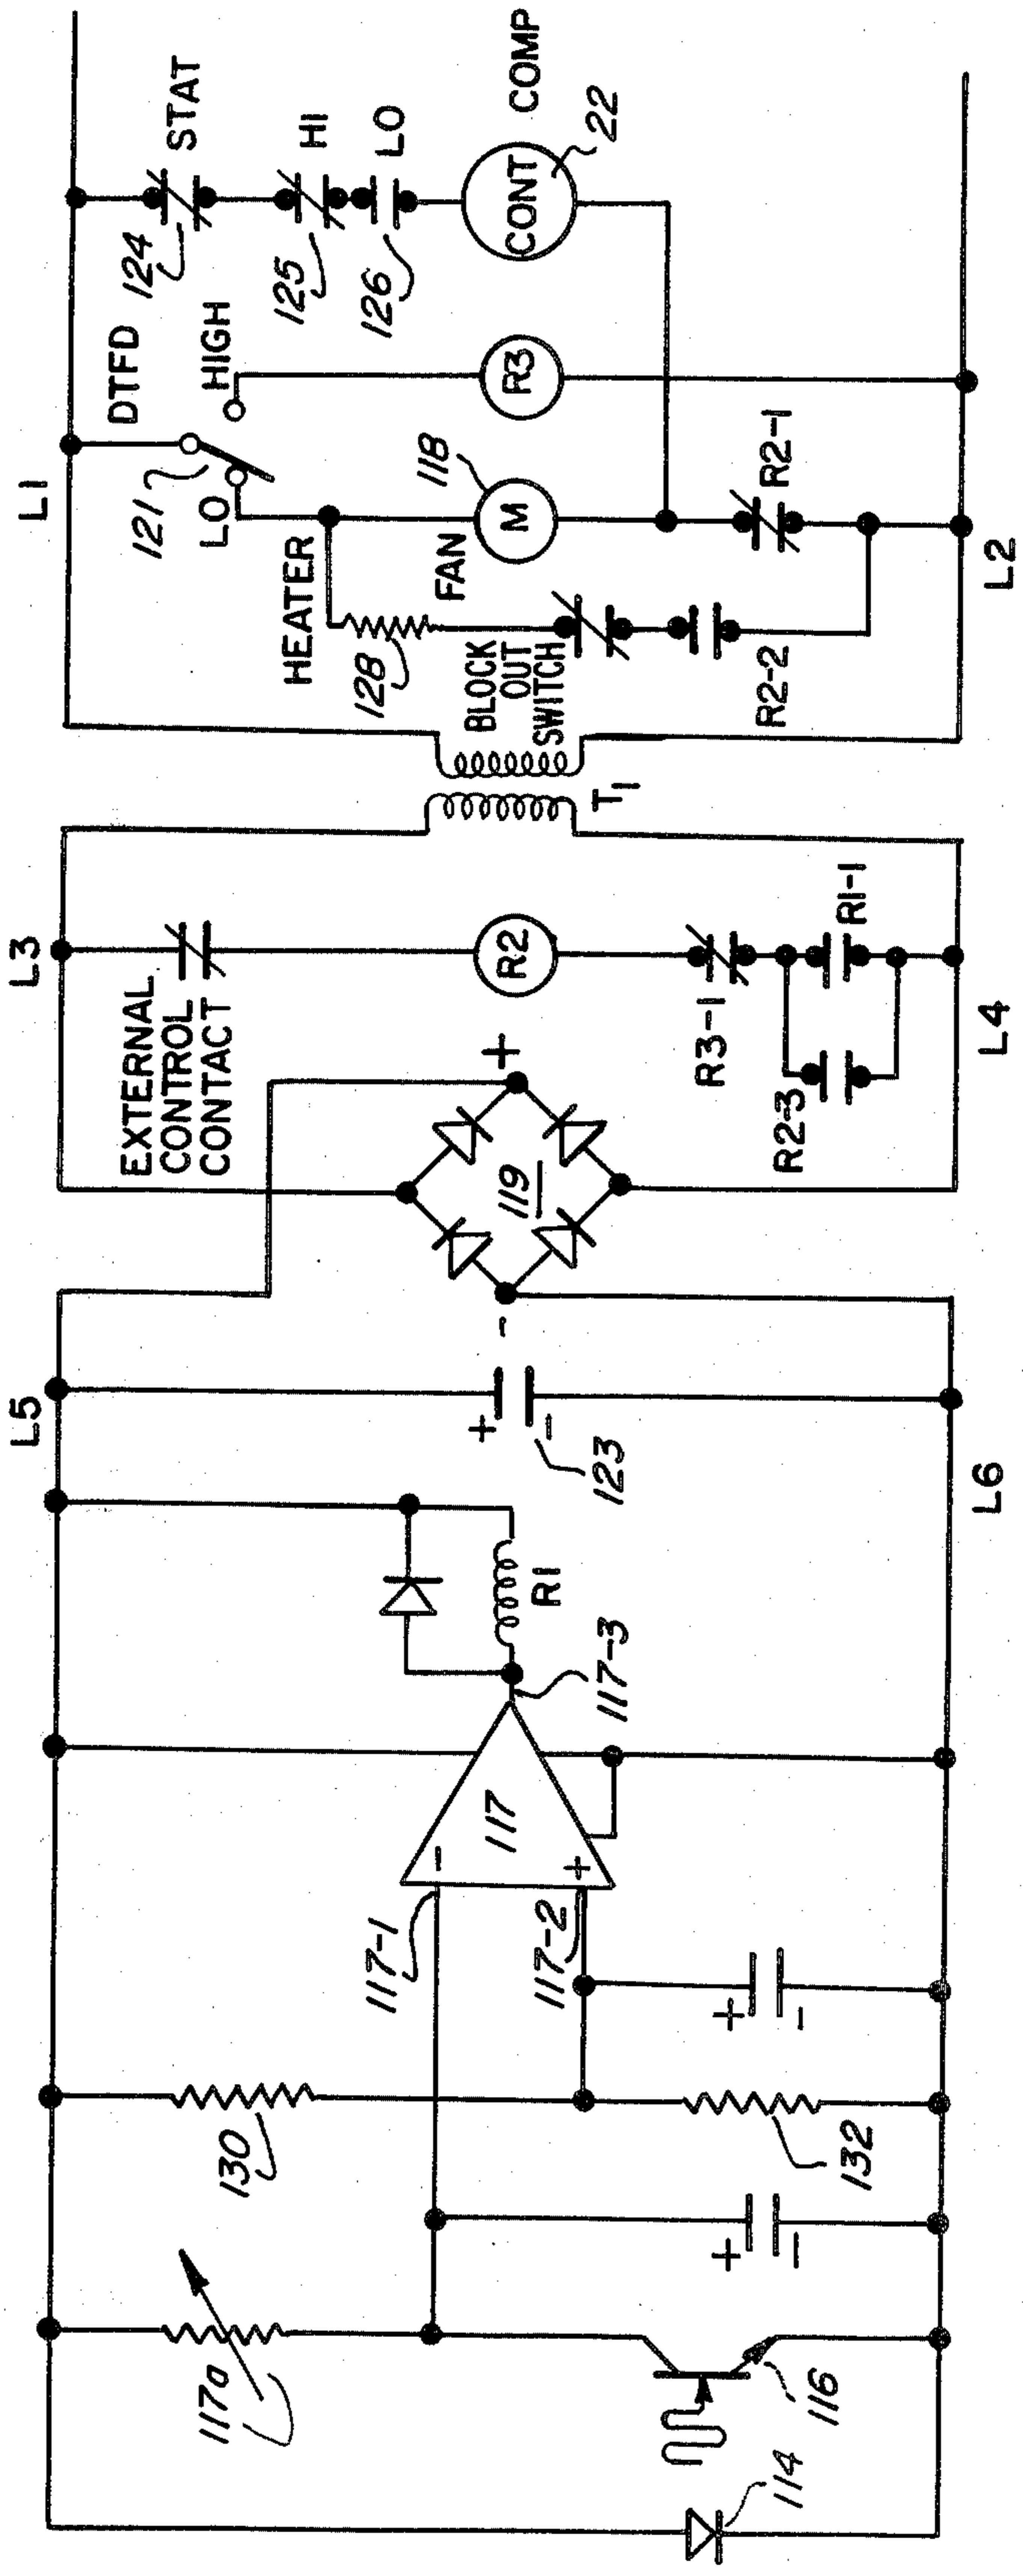 L1
DTFD
STAT
124
121
LO
HIGH
HI
125
LO
126
COMP
CONT
22
R3
118
M
FAN
HEATER
128
BLOCK
OUT
SWITCH
R2-1
R2-2
L2
T1
L3
EXTERNAL
CONTROL
CONTACT
R2
R3-1
R1-1
R2-3
L4
+
119
-
L5
+
-
123
L6
R1
117-3
117
-
+
117-1
117-2
+
-
130
132
+
-
117a
116
114